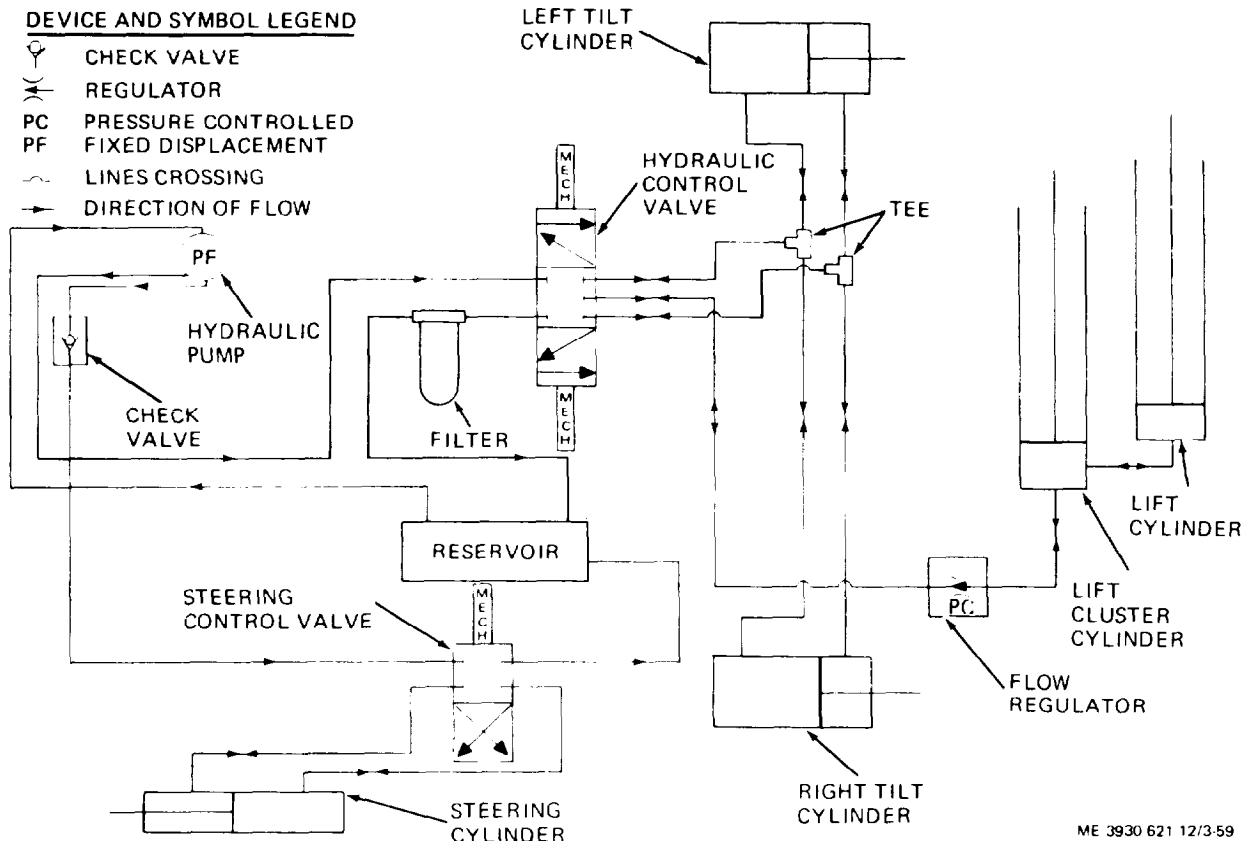 DEVICE AND SYMBOL LEGEND
CHECK VALVE
REGULATOR
PC PRESSURE CONTROLLED
PF FIXED DISPLACEMENT
LINES CROSSING
DIRECTION OF FLOW
LEFT TILT
CYLINDER
MECH
HYDRAULIC
CONTROL
VALVE
TEE
PF
HYDRAULIC
PUMP
CHECK
VALVE
FILTER
MECH
RESERVOIR
LIFT
CYLINDER
STEERING
CONTROL VALVE
MECH
PC
LIFT
CLUSTER
CYLINDER
FLOW
REGULATOR
RIGHT TILT
CYLINDER
STEERING
CYLINDER
ME 3930 621 12/3-59